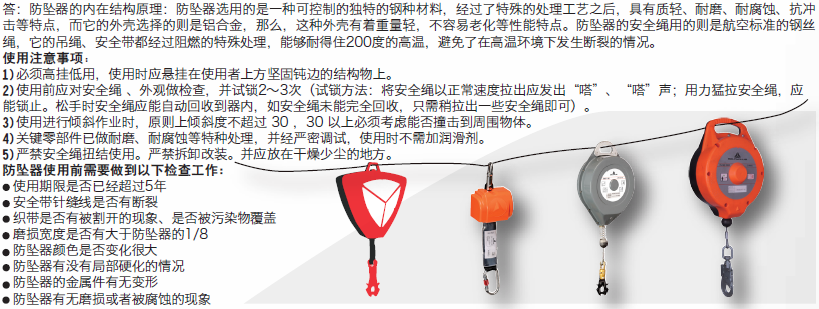 答：防坠器的内在结构原理：防坠器选用的是一种可控制的独特的钢种材料，经过了特殊的处理工艺之后，具有质轻、耐磨、耐腐蚀、抗冲
击等特点，而它的外壳选择的则是铝合金，那么，这种外壳有着重量轻，不容易老化等性能特点。防坠器的安全绳用的则是航空标准的钢丝
绳，它的吊绳、安全带都经过阻燃的特殊处理，能够耐得住200度的高温，避免了在高温环境下发生断裂的情况。
使用注意事项：
1)必须高挂低用，使用时应悬挂在使用者上方坚固钝边的结构物上。
2)使用前应对安全绳 、外观做检查，并试锁2～3次（试锁方法：将安全绳以正常速度拉出应发出“嗒”、“嗒”声；用力猛拉安全绳，应
能锁止。松手时安全绳应能自动回收到器内，如安全绳未能完全回收，只需稍拉出一些安全绳即可）。
3)使用进行倾斜作业时，原则上倾斜度不超过 30 ，30 以上必须考虑能否撞击到周围物体。
4)关键零部件已做耐磨、耐腐蚀等特种处理，并经严密调试，使用时不需加润滑剂。
5)严禁安全绳扭结使用。严禁拆卸改装。并应放在干燥少尘的地方。
防坠器使用前需要做到以下检查工作：
●使用期限是否已经超过5年
●安全带针缝线是否有断裂
●织带是否有被割开的现象、是否被污染物覆盖
●磨损宽度是否有大于防坠器的1/8
●防坠器颜色是否变化很大
●防坠器有没有局部硬化的情况
●防坠器的金属件有无变形
●防坠器有无磨损或者被腐蚀的现象